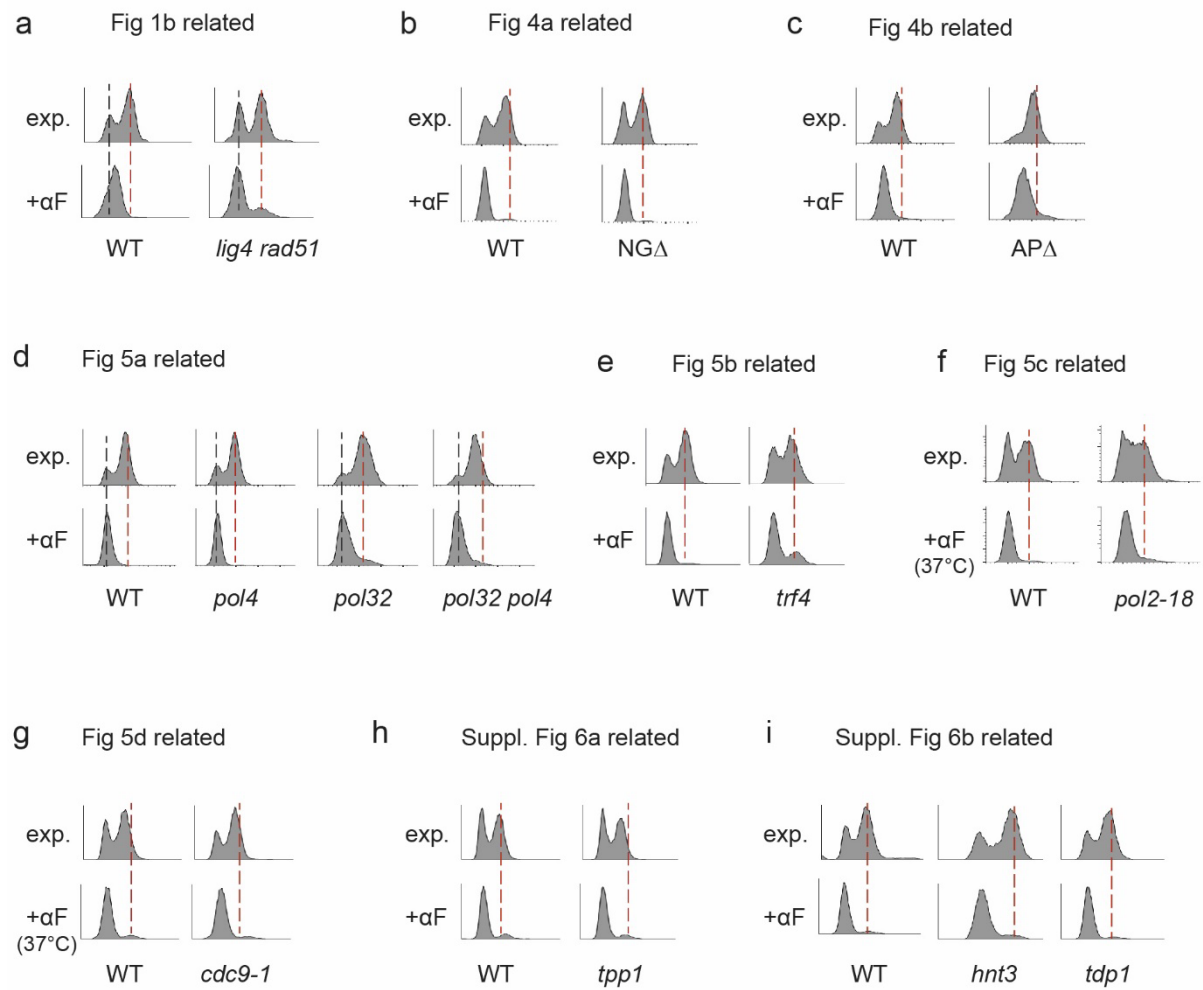 a Fig 1b related
b Fig 4a related
c Fig 4b related
exp.
+αF
WT lig4 rad51
WT NGΔ
exp.
+αF
exp.
+αF
WT APΔ
d Fig 5a related
e Fig 5b related
f Fig 5c related
exp.
+αF
WT pol4 pol32 pol32 pol4
exp
+αF
WT trf4
exp
+αF
(37°C)
WT pol2-18
g Fig 5d related
h Suppl. Fig 6a related
i Suppl. Fig 6b related
exp.
+αF
(37°C)
WT cdc9-1
exp.
+αF
WT tpp1
exp.
+αF
WT hnt3 tdp1